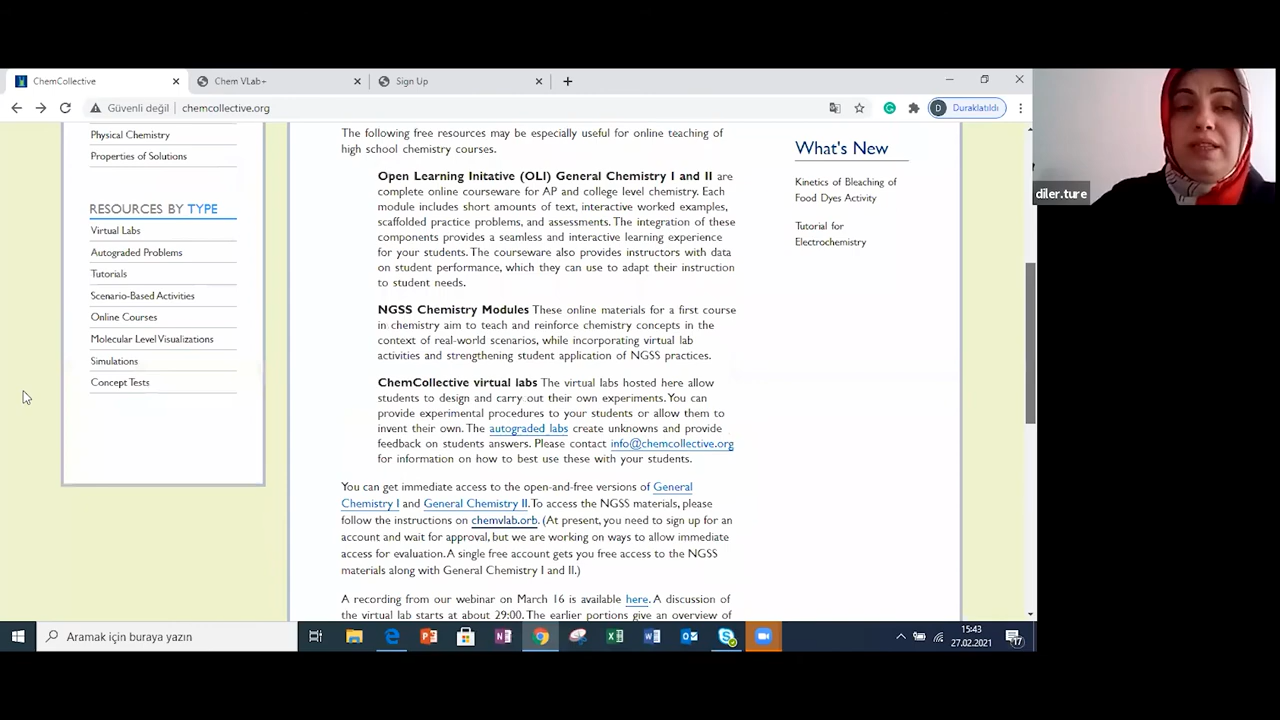 ChemCollective
Chem VLab+
Sign Up
Güvenli değil
chemcollective.org
Duraklatıldı
D
diler.ture
Physical Chemistry
Properties of Solutions
RESOURCES BY TYPE
Virtual Labs
Autograded Problems
Tutorials
Scenario-Based Activities
Online Courses
Molecular Level Visualizations
Simulations
Concept Tests
The following free resources may be especially useful for online teaching of
high school chemistry courses.
Open Learning Initative (OLI) General Chemistry I and II are
complete online courseware for AP and college level chemistry. Each
module includes short amounts of text, interactive worked examples,
scaffolded practice problems, and assessments. The integration of these
components provides a seamless and interactive learning experience
for your students. The courseware also provides instructors with data
on student performance, which they can use to adapt their instruction
to student needs.
NGSS Chemistry Modules These online materials for a first course
in chemistry aim to teach and reinforce chemistry concepts in the
context of real-world scenarios, while incorporating virtual lab
activities and strengthening student application of NGSS practices.
ChemCollective virtual labs The virtual labs hosted here allow
students to design and carry out their own experiments. You can
provide experimental procedures to your students or allow them to
invent their own. The autograded labs create unknowns and provide
feedback on students answers. Please contact info@chemcollective.org
for information on how to best use these with your students.
You can get immediate access to the open-and-free versions of General
Chemistry I and General Chemistry II. To access the NGSS materials, please
follow the instructions on chemvlab.orb. (At present, you need to sign up for an
account and wait for approval, but we are working on ways to allow immediate
access for evaluation. A single free account gets you free access to the NGSS
materials along with General Chemistry I and II.)
A recording from our webinar on March 16 is available here. A discussion of
the virtual lab starts at about 29:00. The earlier portions give an overview of
What's New
Kinetics of Bleaching of
Food Dyes Activity
Tutorial for
Electrochemistry
Aramak için buraya yazın
15:43
27.02.2021
17